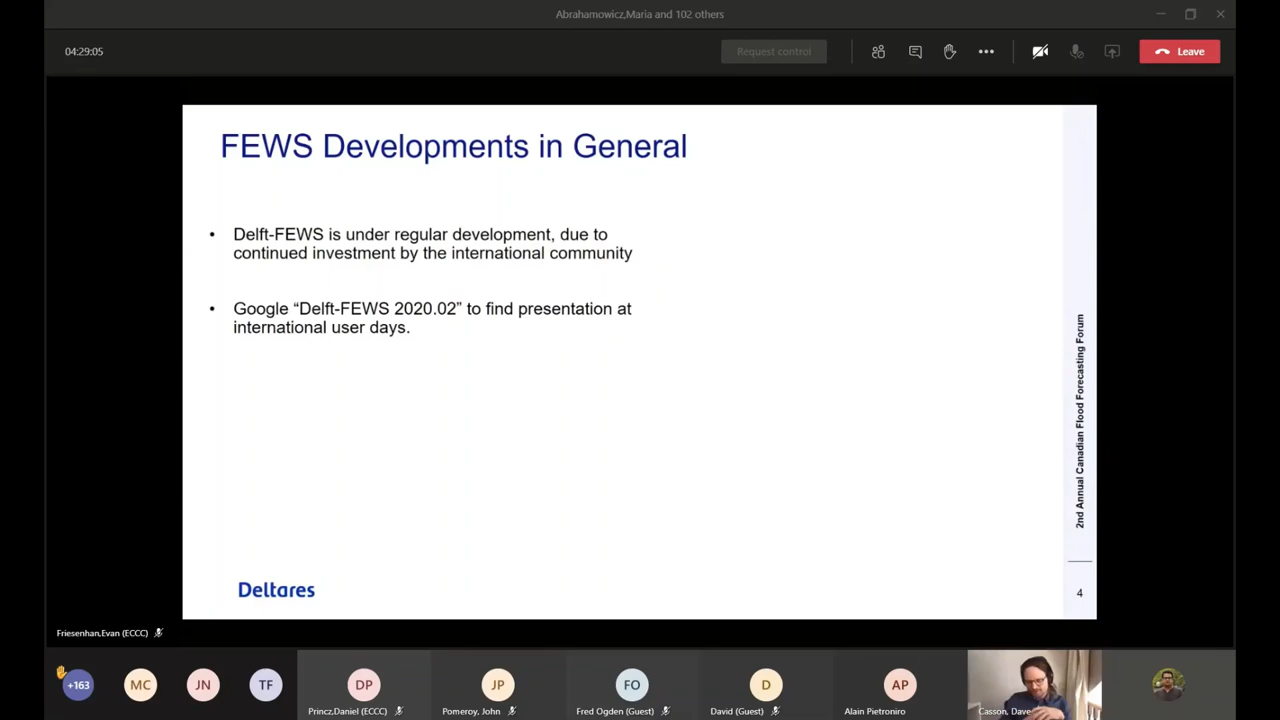 Abrahamowicz,Maria and 102 others
04:29:05
Request control
Leave
FEWS Developments in General
• Delft-FEWS is under regular development, due to
continued investment by the international community
• Google “Delft-FEWS 2020.02” to find presentation at
international user days.
2nd Annual Canadian Flood Forecasting Forum
Deltares
4
Friesenhan,Evan (ECCC)
+163
MC
JN
TF
DP
JP
FO
D
AP
Princz,Daniel (ECCC)
Pomeroy, John
Fred Ogden (Guest)
David (Guest)
Alain Pietroniro
Casson, Dave